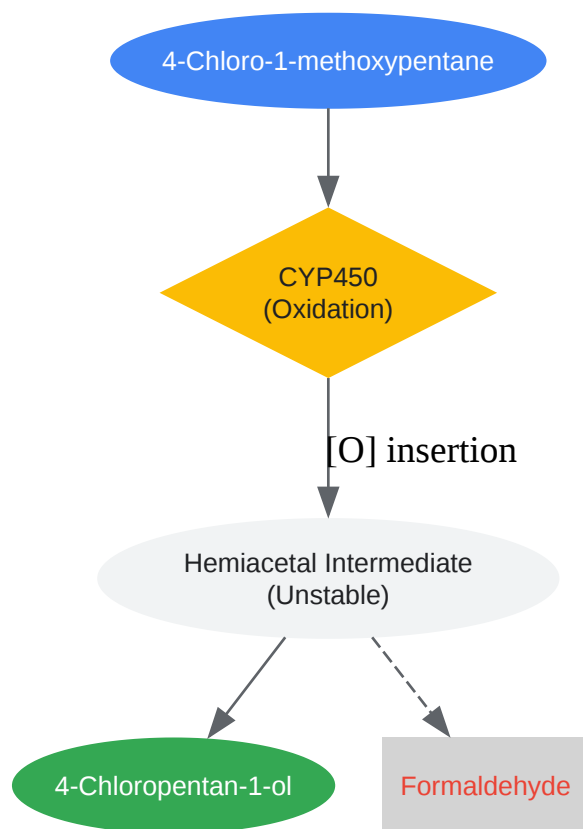 4-Chloro-1-methoxypentane
CYP450
(Oxidation)
[O] insertion
Hemiacetal Intermediate
(Unstable)
4-Chloropentan-1-ol
Formaldehyde